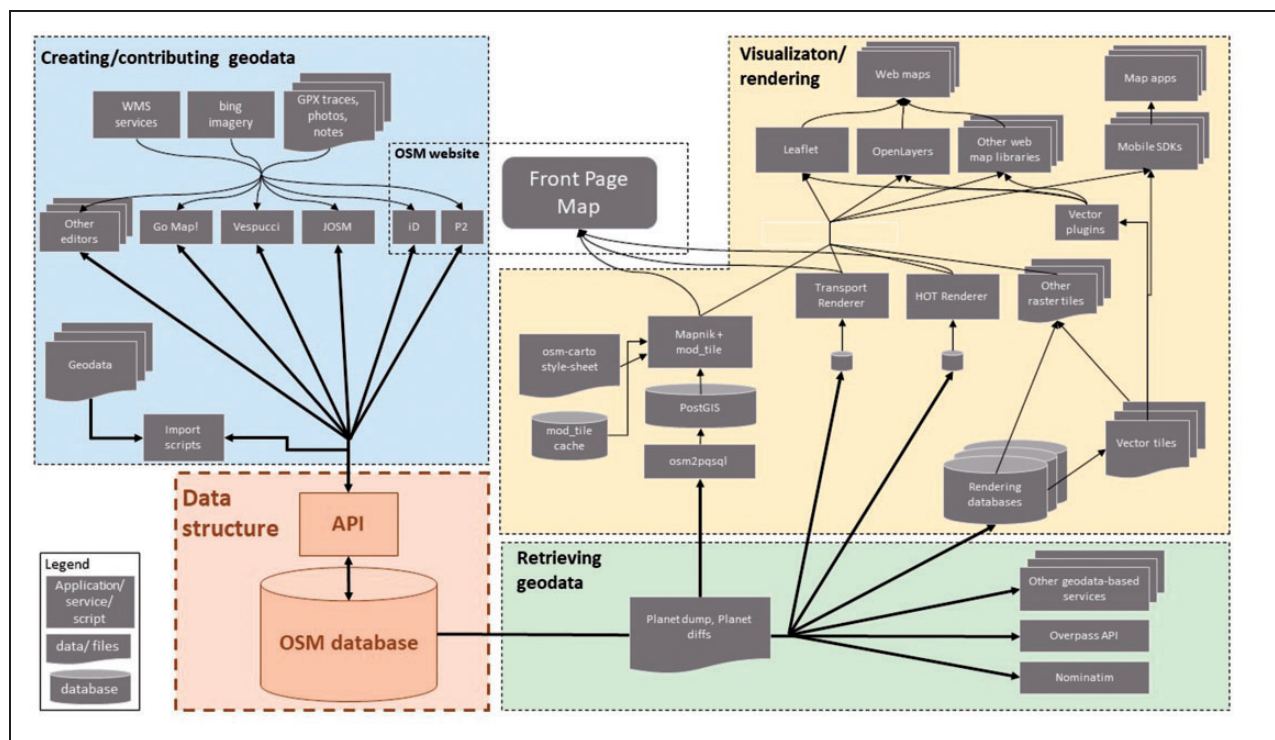 Creating/contributing geodata
WMS
services
bing
imagery
GPX traces,
photos,
notes
OSM website
Other
editors
Go Map!
Vespucci
JOSM
iD
P2
Geodata
Import
scripts
Front Page
Map
Visualizaton/
rendering
Web maps
Map apps
Leaflet
OpenLayers
Other web
map libraries
Mobile SDKs
Vector
plugins
Transport
Renderer
HOT Renderer
Other
raster tiles
Mapnik +
mod_tile
osm-carto
style-sheet
PostGIS
mod_tile
cache
osm2pqsql
Rendering
databases
Vector tiles
Data
structure
API
OSM database
Legend
Application/
service/
script
data/ files
database
Retrieving
geodata
Planet dump, Planet
diffs
Other geodata-based
services
Overpass API
Nominatim